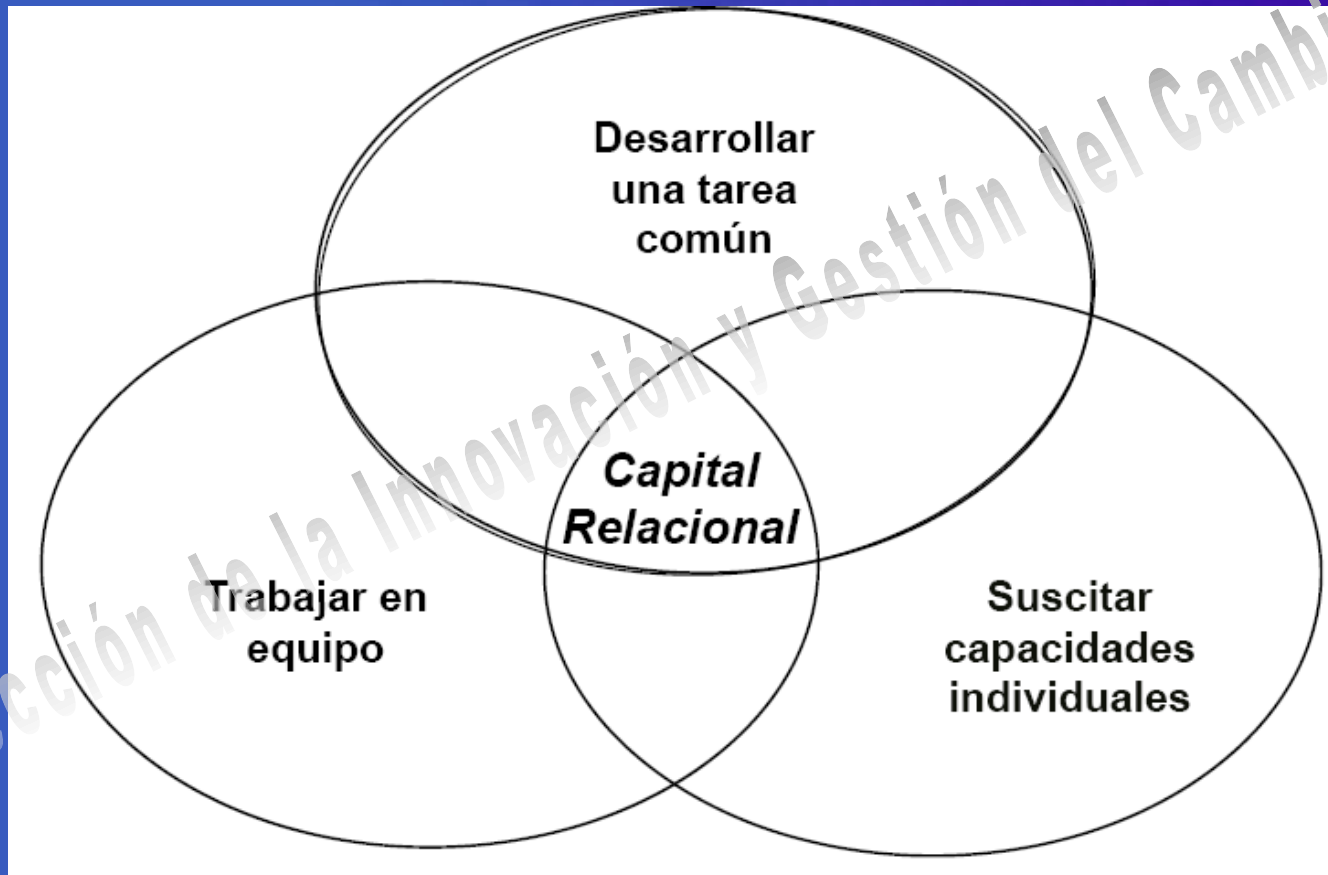 Desarrollar
una tarea
común
Capital
Relacional
Trabajar en
equipo
Suscitar
capacidades
individuales
de la Innovación y Gestión del